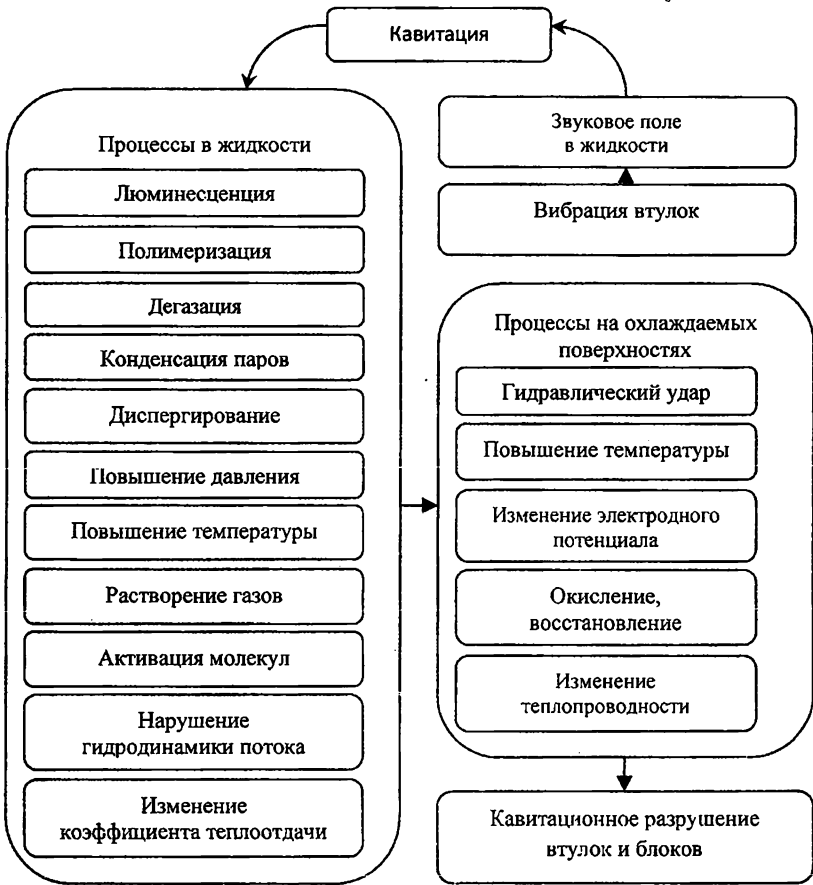 Кавитация
Процессы в жидкости
Люминесценция
Полимеризация
Дегазация
Конденсация паров
Диспергирование
Повышение давления
Повышение температуры
Растворение газов
Активация молекул
Нарушение
гидродинамики потока
Изменение
коэффициента теплоотдачи
Звуковое поле
в жидкости
Вибрация втулок
Процессы на охлаждаемых
поверхностях
Гидравлический удар
Повышение температуры
Изменение электродного
потенциала
Окисление,
восстановление
Изменение
теплопроводности
Кавитационное разрушение
втулок и блоков